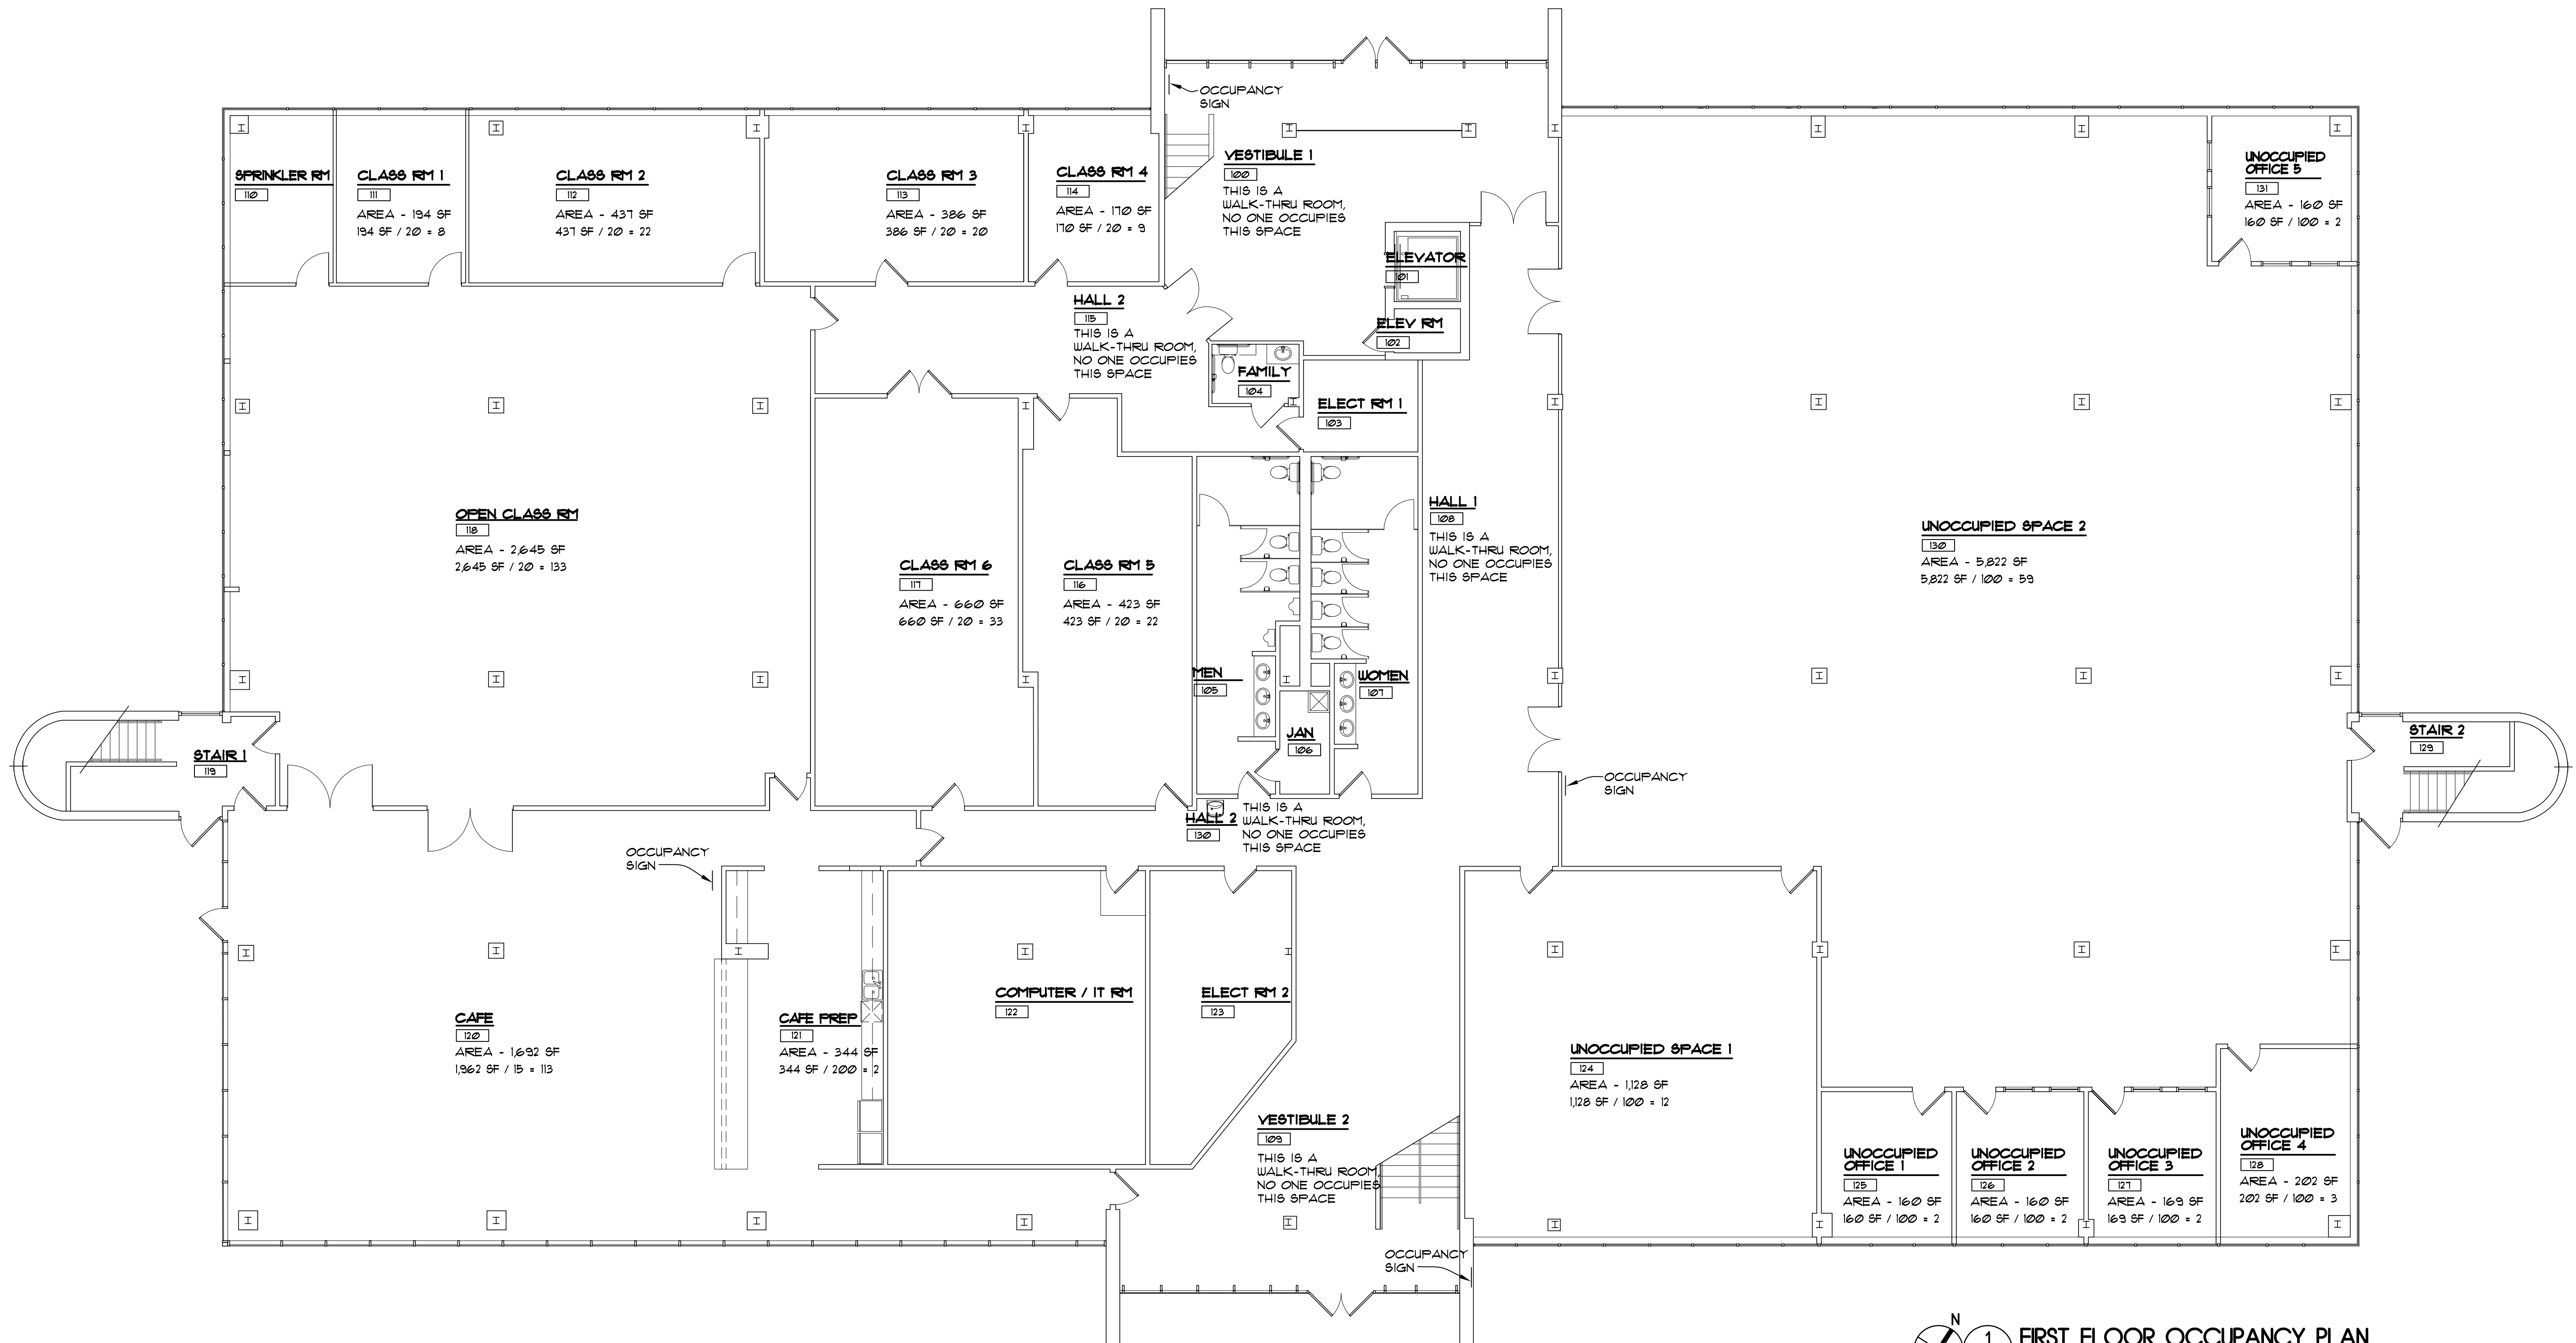 OCCUPANCY
SIGN
SPRINKLER RM
110
CLASS RM 1
111
AREA - 194 SF
194 SF / 20 = 8
CLASS RM 2
112
AREA - 437 SF
437 SF / 20 = 22
CLASS RM 3
113
AREA - 386 SF
386 SF / 20 = 20
CLASS RM 4
114
AREA - 170 SF
170 SF / 20 = 9
VESTIBULE 1
100
THIS IS A
WALK-THRU ROOM,
NO ONE OCCUPIES
THIS SPACE
UNOCCUPIED
OFFICE 5
131
AREA - 160 SF
160 SF / 100 = 2
ELEVATOR
101
ELEV RM
102
HALL 2
115
THIS IS A
WALK-THRU ROOM,
NO ONE OCCUPIES
THIS SPACE
FAMILY
104
ELECT RM 1
103
OPEN CLASS RM
118
AREA - 2,645 SF
2,645 SF / 20 = 133
CLASS RM 6
117
AREA - 660 SF
660 SF / 20 = 33
CLASS RM 5
116
AREA - 423 SF
423 SF / 20 = 22
HALL 1
108
THIS IS A
WALK-THRU ROOM,
NO ONE OCCUPIES
THIS SPACE
UNOCCUPIED SPACE 2
130
AREA - 5,822 SF
5,822 SF / 100 = 59
MEN
105
WOMEN
107
JAN
106
STAIR 1
119
STAIR 2
129
OCCUPANCY
SIGN
HALL 2
130
THIS IS A
WALK-THRU ROOM,
NO ONE OCCUPIES
THIS SPACE
OCCUPANCY
SIGN
CAFE
120
AREA - 1,692 SF
1,962 SF / 15 = 113
CAFE PREP
121
AREA - 344 SF
344 SF / 200 = 2
COMPUTER / IT RM
122
ELECT RM 2
123
UNOCCUPIED SPACE 1
124
AREA - 1,128 SF
1,128 SF / 100 = 12
VESTIBULE 2
109
THIS IS A
WALK-THRU ROOM,
NO ONE OCCUPIES
THIS SPACE
UNOCCUPIED
OFFICE 1
125
AREA - 160 SF
160 SF / 100 = 2
UNOCCUPIED
OFFICE 2
126
AREA - 160 SF
160 SF / 100 = 2
UNOCCUPIED
OFFICE 3
127
AREA - 169 SF
169 SF / 100 = 2
UNOCCUPIED
OFFICE 4
128
AREA - 202 SF
202 SF / 100 = 3
OCCUPANCY
SIGN
N
1
FIRST FLOOR OCCUPANCY PLAN